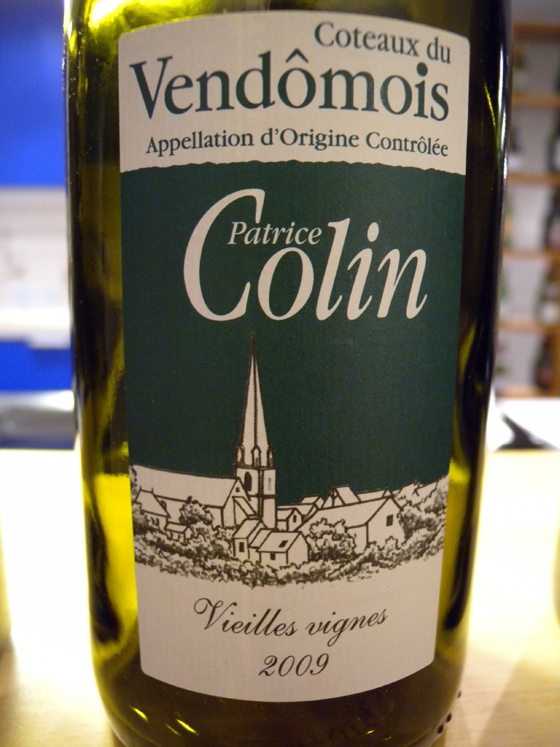 Coteaux du
Vendômois
Appellation d'Origine Contrôlée
Patrice
Colin
Vieilles vignes
2009